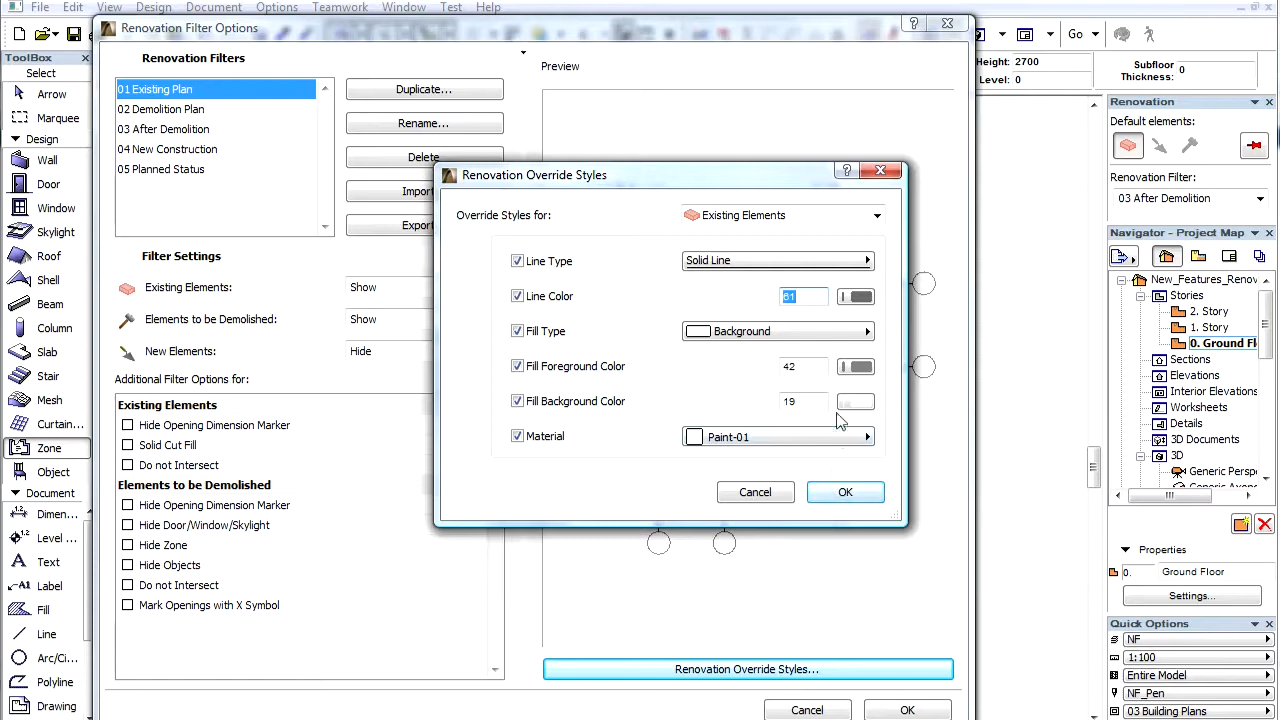 File Edit View Design Document Options Teamwork Window Test Help
Renovation Filter Options
Go
Height: 2700
Level: 0
Subfloor
Thickness: 0
ToolBox
Select
Arrow
Marquee
Design
Wall
Door
Window
Skylight
Roof
Shell
Beam
Column
Slab
Stair
Mesh
Curtain...
Zone
Object
Document
Dimen...
Level ...
Text
Label
Fill
Line
Arc/Ci...
Polyline
Drawing
Renovation Filters
01 Existing Plan
02 Demolition Plan
03 After Demolition
04 New Construction
05 Planned Status
Duplicate...
Rename...
Delete
Import
Export
Preview
Filter Settings
Existing Elements: Show
Elements to be Demolished: Show
New Elements: Hide
Additional Filter Options for:
Existing Elements
Hide Opening Dimension Marker
Solid Cut Fill
Do not Intersect
Elements to be Demolished
Hide Opening Dimension Marker
Hide Door/Window/Skylight
Hide Zone
Hide Objects
Do not Intersect
Mark Openings with X Symbol
Renovation Override Styles...
Cancel OK
Renovation Override Styles
Override Styles for: Existing Elements
Line Type Solid Line
Line Color 61
Fill Type Background
Fill Foreground Color 42
Fill Background Color 19
Material Paint-01
Cancel OK
Renovation
Default elements:
Renovation Filter:
03 After Demolition
Navigator - Project Map
New_Features_Renov
Stories
2. Story
1. Story
0. Ground Fl
Sections
Elevations
Interior Elevations
Worksheets
Details
3D Documents
3D
Generic Perspe
Properties
0. Ground Floor
Settings...
Quick Options
NF
1:100
Entire Model
NF_Pen
03 Building Plans